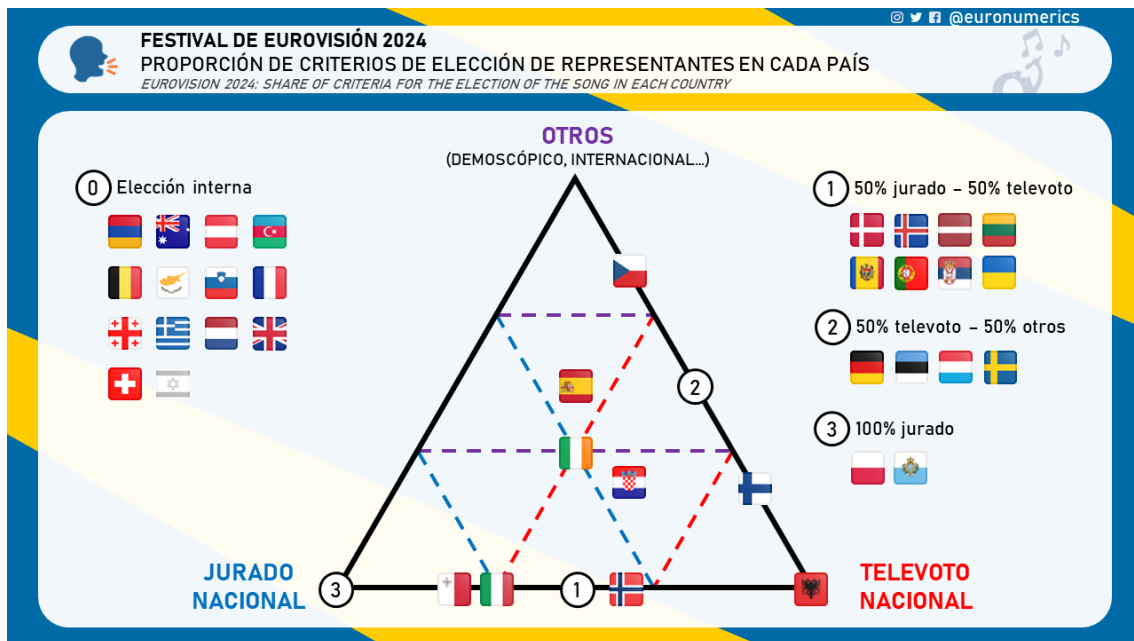 @euronumerics
FESTIVAL DE EUROVISIÓN 2024
PROPORCIÓN DE CRITERIOS DE ELECCIÓN DE REPRESENTANTES EN CADA PAÍS
EUROVISION 2024: SHARE OF CRITERIA FOR THE ELECTION OF THE SONG IN EACH COUNTRY
OTROS
(DEMOSCÓPICO, INTERNACIONAL...)
0 Elección interna
1 50% jurado – 50% televoto
2 50% televoto – 50% otros
3 100% jurado
2
JURADO
NACIONAL
3
1
TELEVOTO
NACIONAL